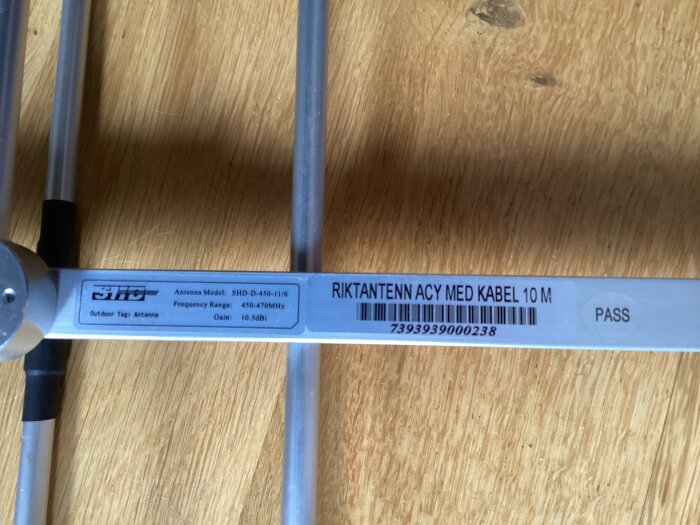 SHD
Outdoor Yagi Antenna
Antenna Model: SHD-D-450-11/6
Frequency Range: 450-470MHz
Gain: 10.5dBi
RIKTANTENN ACY MED KABEL 10 M
7393939000238
PASS